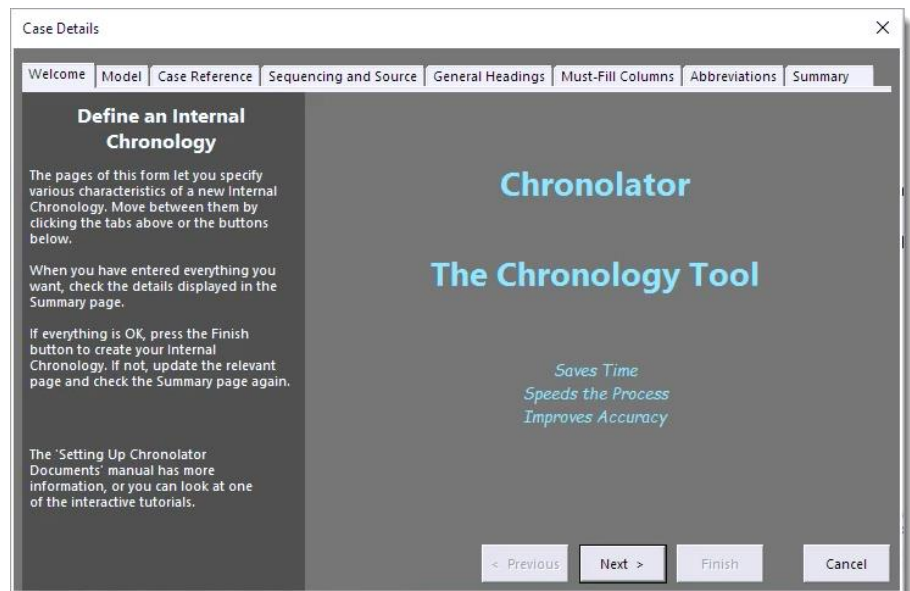 Case Details
Welcome
Model
Case Reference
Sequencing and Source
General Headings
Must-Fill Columns
Abbreviations
Summary
Define an Internal
Chronology
The pages of this form let you specify
various characteristics of a new Internal
Chronology. Move between them by
clicking the tabs above or the buttons
below.
When you have entered everything you
want, check the details displayed in the
Summary page.
If everything is OK, press the Finish
button to create your Internal
Chronology. If not, update the relevant
page and check the Summary page again.
The 'Setting Up Chronolator
Documents' manual has more
information, or you can look at one
of the interactive tutorials.
Chronolator
The Chronology Tool
Saves Time
Speeds the Process
Improves Accuracy
< Previous
Next >
Finish
Cancel